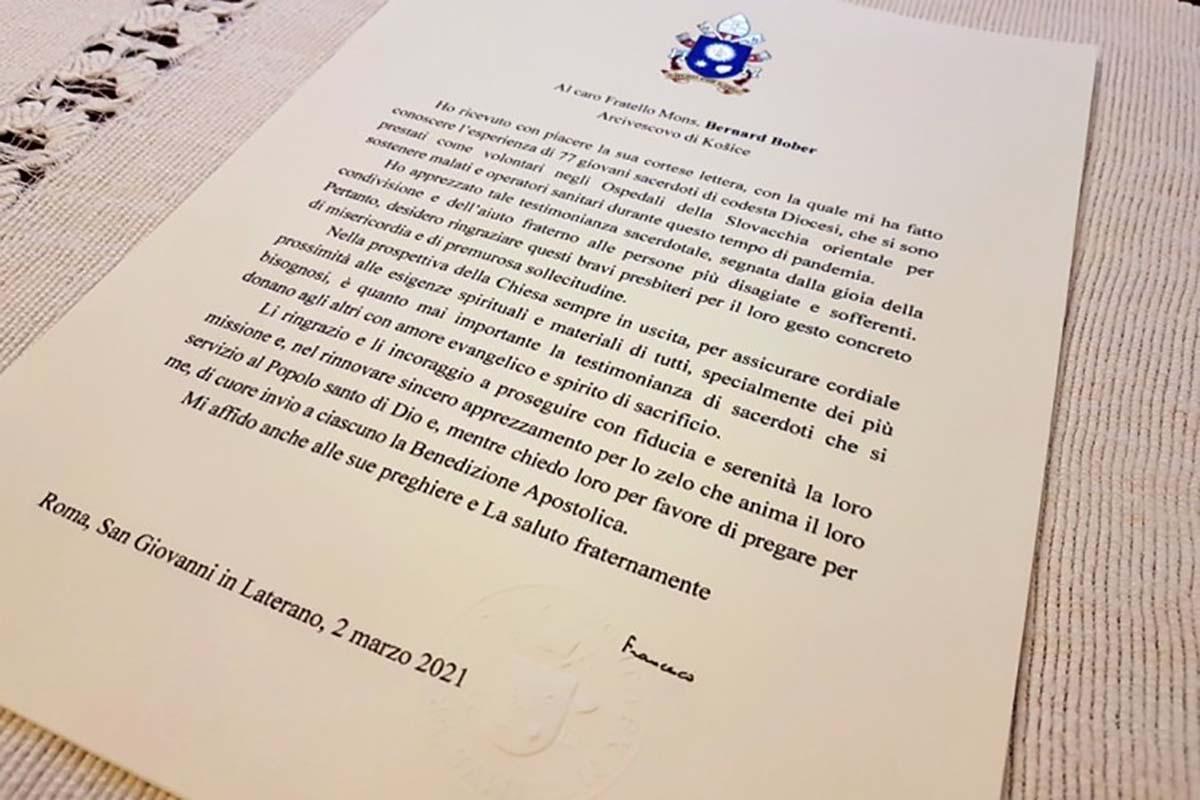 Al caro Fratello Mons. Bernard Bober
Arcivescovo di Košice
Ho ricevuto con piacere la sua cortese lettera, con la quale mi ha fatto
conoscere l'esperienza di 77 giovani sacerdoti di codesta Diocesi, che si sono
prestati come volontari negli Ospedali della Slovacchia orientale per
sostenere malati e operatori sanitari durante questo tempo di pandemia.
Ho apprezzato tale testimonianza sacerdotale, segnata dalla gioia della
condivisione e dell'aiuto fraterno alle persone più disagiate e sofferenti.
Pertanto, desidero ringraziare questi bravi presbiteri per il loro gesto concreto
di misericordia e di premurosa sollecitudine.
Nella prospettiva della Chiesa sempre in uscita, per assicurare cordiale
prossimità alle esigenze spirituali e materiali di tutti, specialmente dei più
bisognosi, è quanto mai importante la testimonianza di sacerdoti che si
donano agli altri con amore evangelico e spirito di sacrificio.
Li ringrazio e li incoraggio a proseguire con fiducia e serenità la loro
missione e, nel rinnovare sincero apprezzamento per lo zelo che anima il loro
servizio al Popolo santo di Dio e, mentre chiedo loro per favore di pregare per
me, di cuore invio a ciascuno la Benedizione Apostolica.
Mi affido anche alle sue preghiere e La saluto fraternamente
Francesco
Roma, San Giovanni in Laterano, 2 marzo 2021